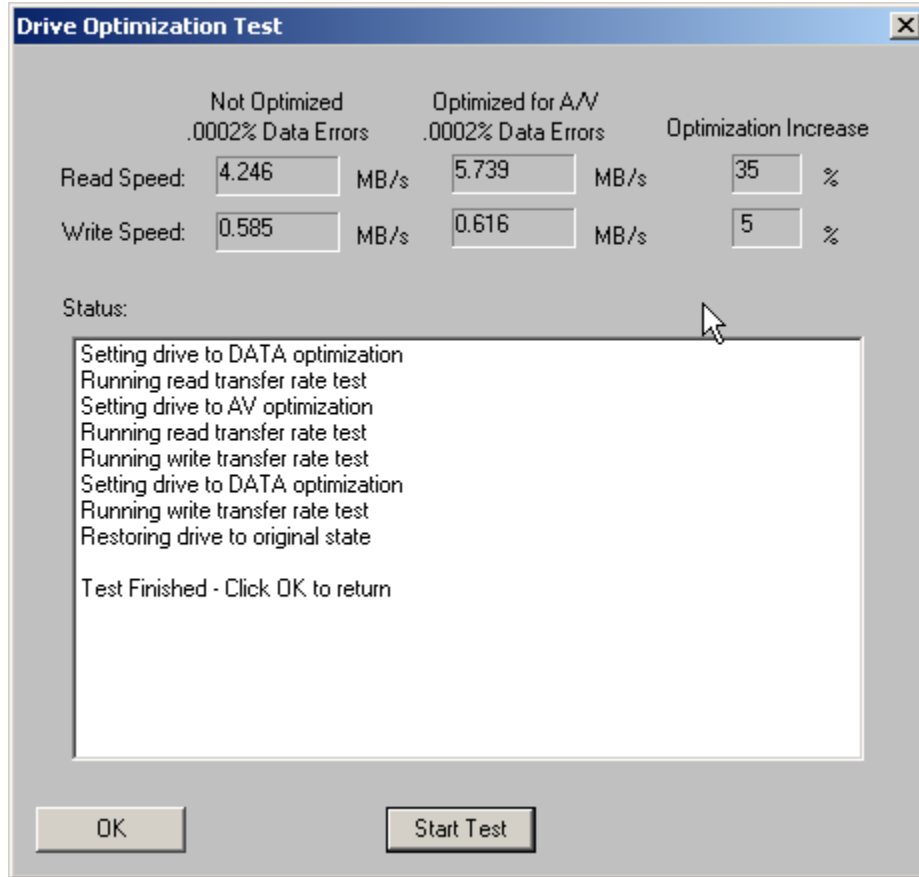 Drive Optimization Test
Not Optimized Optimized for A/V
.0002% Data Errors .0002% Data Errors Optimization Increase
Read Speed: 4.246 MB/s 5.739 MB/s 35 %
Write Speed: 0.585 MB/s 0.616 MB/s 5 %
Status:
Setting drive to DATA optimization
Running read transfer rate test
Setting drive to AV optimization
Running read transfer rate test
Running write transfer rate test
Setting drive to DATA optimization
Running write transfer rate test
Restoring drive to original state
Test Finished - Click OK to return
OK Start Test